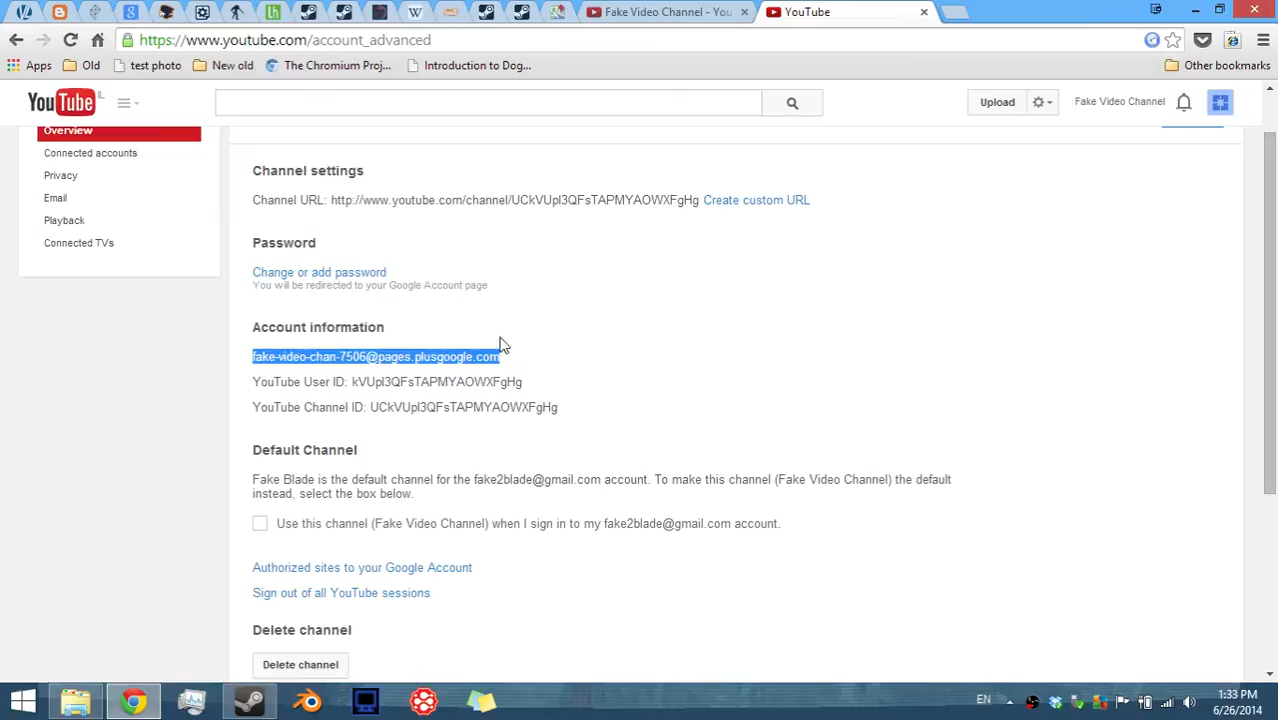 Fake Video Channel - You
YouTube
https://www.youtube.com/account_advanced
Apps
Old
test photo
New old
The Chromium Proj...
Introduction to Dog...
Other bookmarks
YouTube IL
Upload
Fake Video Channel
Overview
Connected accounts
Privacy
Email
Playback
Connected TVs
Channel settings
Channel URL: http://www.youtube.com/channel/UCkVUpI3QFsTAPMYAOWXFgHg Create custom URL
Password
Change or add password
You will be redirected to your Google Account page
Account information
fake-video-chan-7506@pages.plusgoogle.com
YouTube User ID: kVUpI3QFsTAPMYAOWXFgHg
YouTube Channel ID: UCkVUpI3QFsTAPMYAOWXFgHg
Default Channel
Fake Blade is the default channel for the fake2blade@gmail.com account. To make this channel (Fake Video Channel) the default
instead, select the box below.
Use this channel (Fake Video Channel) when I sign in to my fake2blade@gmail.com account.
Authorized sites to your Google Account
Sign out of all YouTube sessions
Delete channel
Delete channel
EN
1:33 PM
6/26/2014